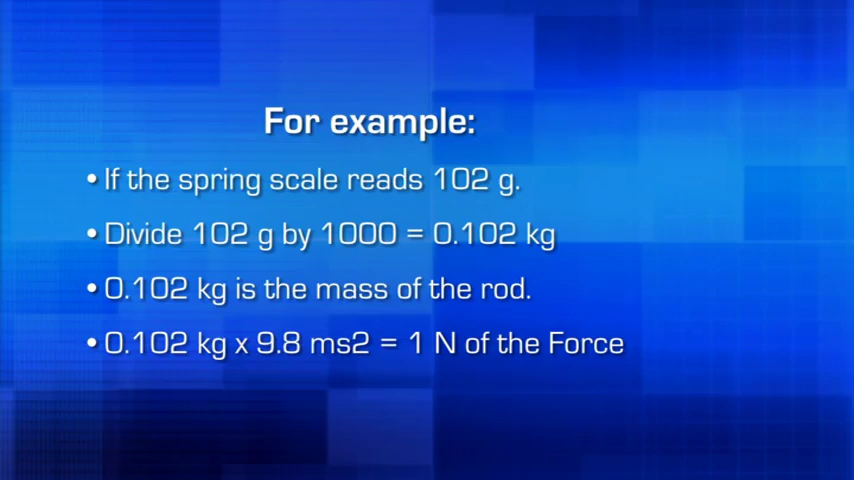 For example:
• If the spring scale reads 102 g.
• Divide 102 g by 1000 = 0.102 kg
• 0.102 kg is the mass of the rod.
• 0.102 kg x 9.8 ms2 = 1 N of the Force